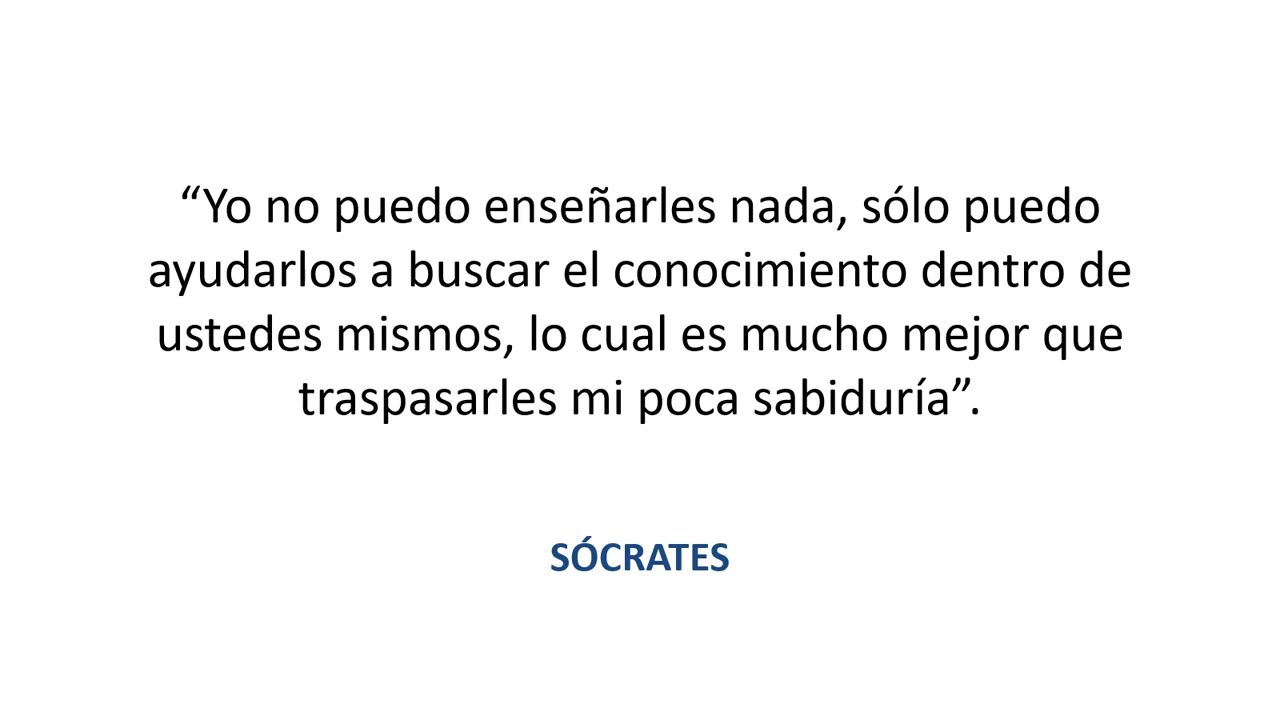 “Yo no puedo enseñarles nada, sólo puedo
ayudarlos a buscar el conocimiento dentro de
ustedes mismos, lo cual es mucho mejor que
traspasarles mi poca sabiduría”.
SÓCRATES